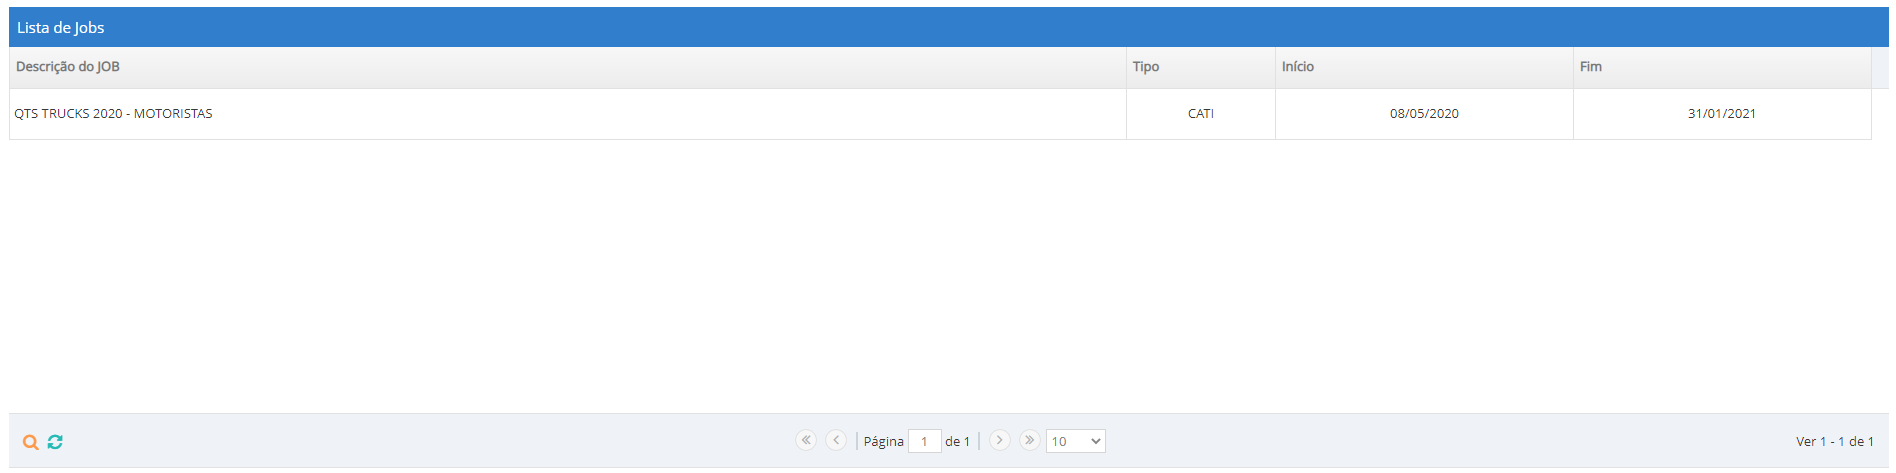 Lista de Jobs
Descrição do JOB Tipo Início Fim
QTS TRUCKS 2020 - MOTORISTAS CATI 08/05/2020 31/01/2021
Página 1 de 1 10 Ver 1 - 1 de 1